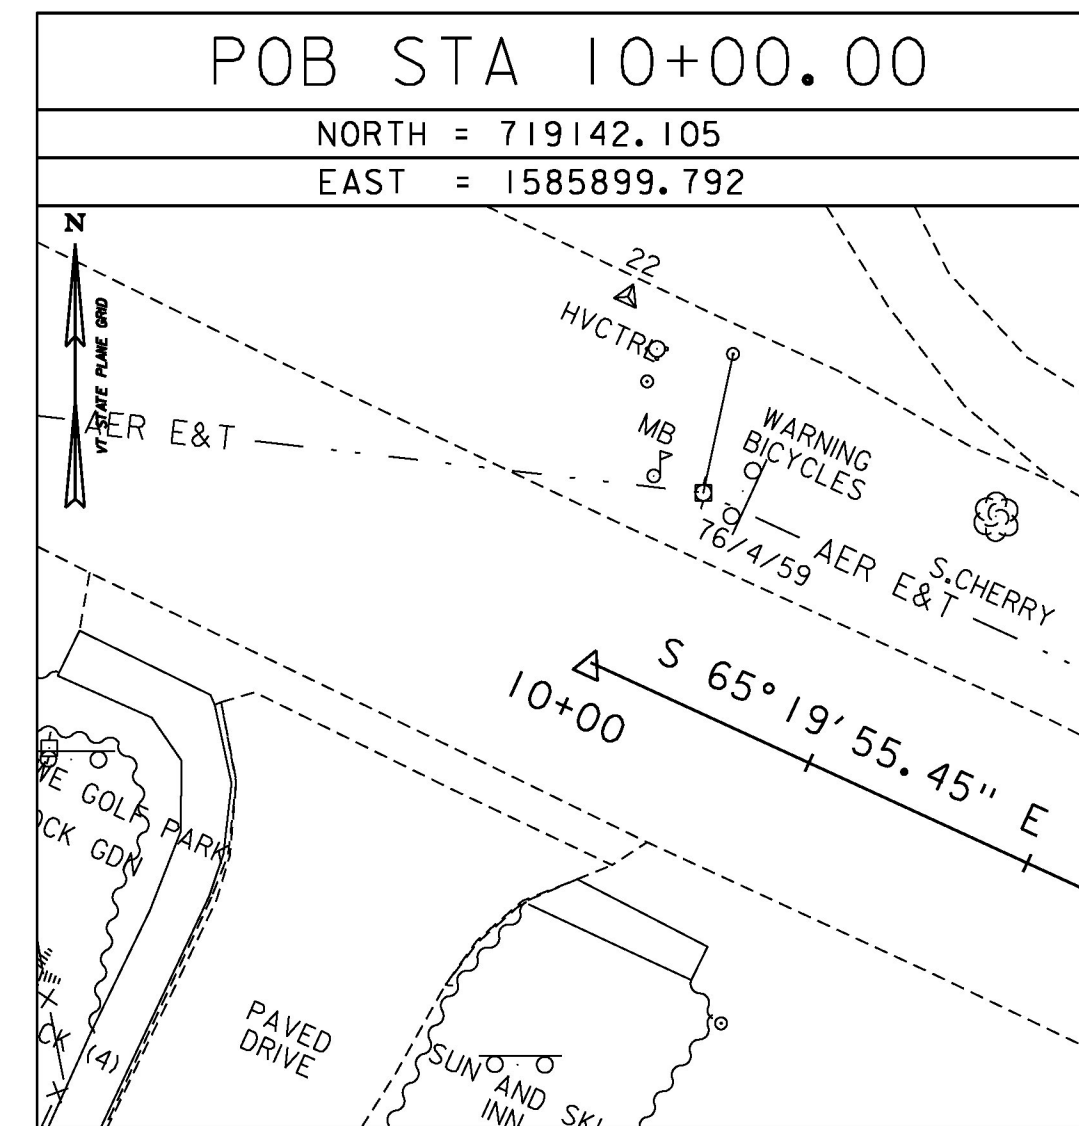 POB STA 10+00.00
NORTH = 719142.105
EAST = 1585899.792
N
VT STATE PLANE GRID
22
HVCTRL
AER E&T
MB
WARNING
BICYCLES
76/4/59
AER E&T
S.CHERRY
S 65°19'55.45" E
10+00
GOLF PARK
GDN
(4)
PAVED
DRIVE
SUN AND SKI
INN